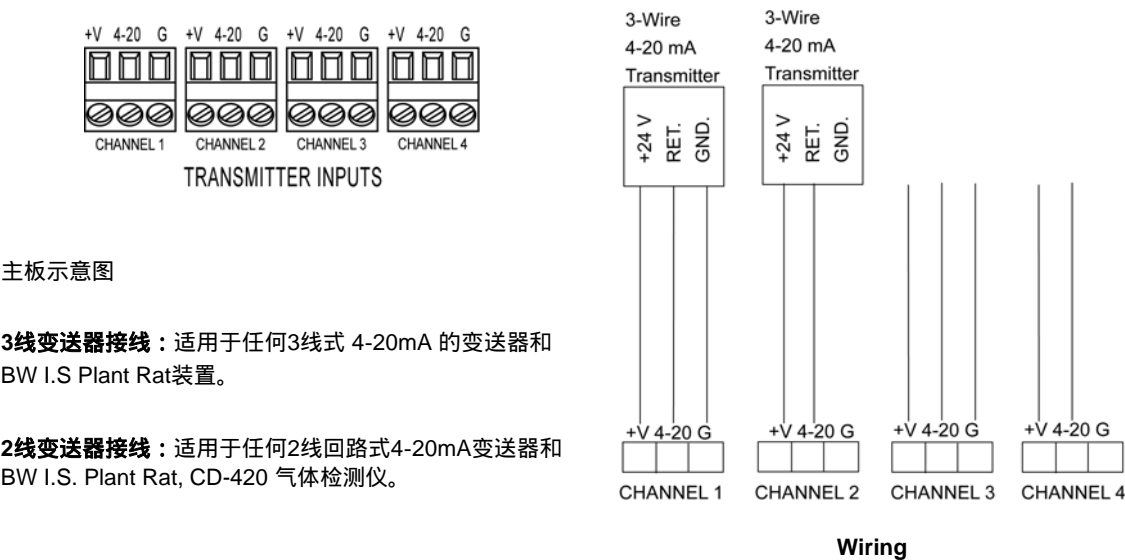 +V 4-20 G +V 4-20 G +V 4-20 G +V 4-20 G
CHANNEL 1 CHANNEL 2 CHANNEL 3 CHANNEL 4
TRANSMITTER INPUTS
主板示意图
3线变送器接线：适用于任何3线式 4-20mA 的变送器和
BW I.S Plant Rat装置。
2线变送器接线：适用于任何2线回路式4-20mA变送器和
BW I.S. Plant Rat, CD-420 气体检测仪。
3-Wire
4-20 mA
Transmitter
+24 V
RET.
GND.
3-Wire
4-20 mA
Transmitter
+24 V
RET.
GND.
+V 4-20 G +V 4-20 G +V 4-20 G +V 4-20 G
CHANNEL 1 CHANNEL 2 CHANNEL 3 CHANNEL 4
Wiring